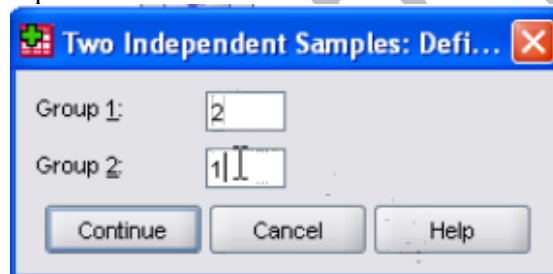 Two Independent Samples: Defi...
Group 1: 2
Group 2: 1
Continue Cancel Help